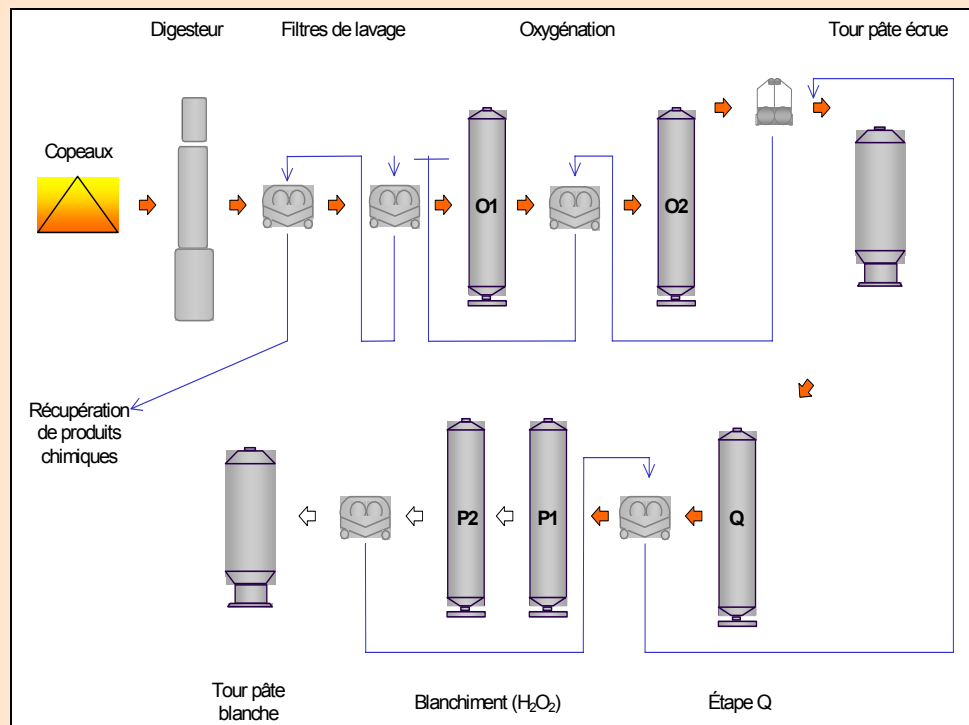 Digesteur
Filtres de lavage
Oxygénation
Tour pâte écrue
Copeaux
O1
O2
Récupération
de produits
chimiques
P2
P1
Q
Tour pâte
blanche
Blanchiment (H₂O₂)
Étape Q